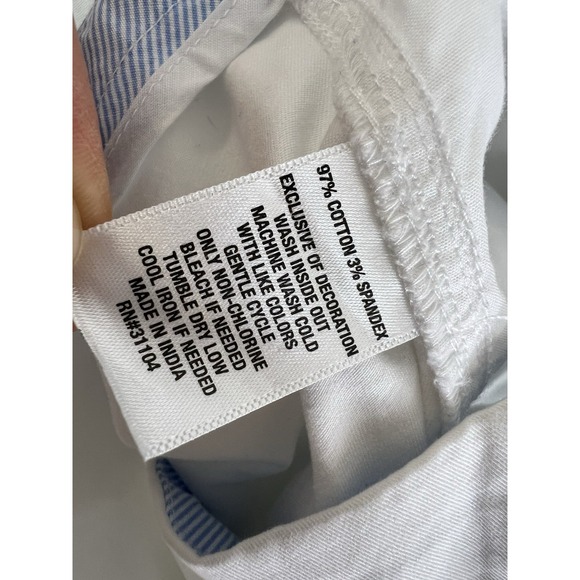 97% COTTON 3% SPANDEX
EXCLUSIVE OF DECORATION
WASH INSIDE OUT
MACHINE WASH COLD
WITH LIKE COLORS
GENTLE CYCLE
ONLY NON-CHLORINE
BLEACH IF NEEDED
TUMBLE DRY LOW
COOL IRON IF NEEDED
MADE IN INDIA
RN#31104